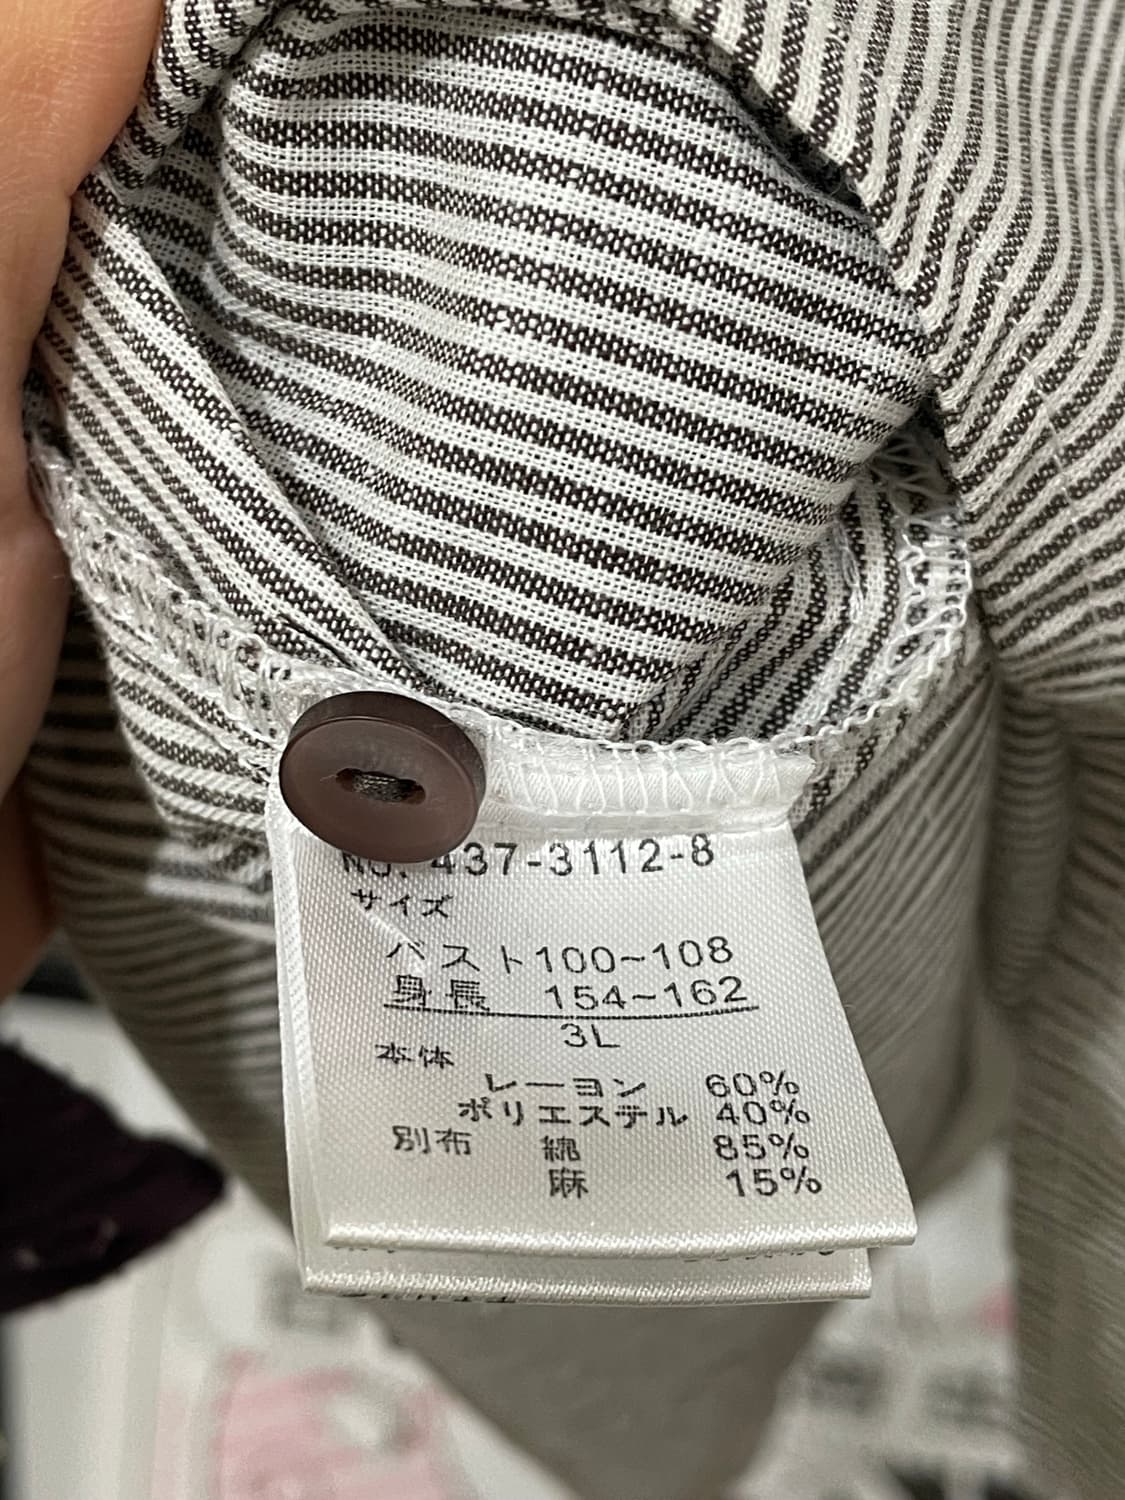 No. 437-3112-8
サイズ
バスト100~108
身長 154~162
3L
本体
レーヨン 60%
ポリエステル 40%
別布 綿 85%
麻 15%